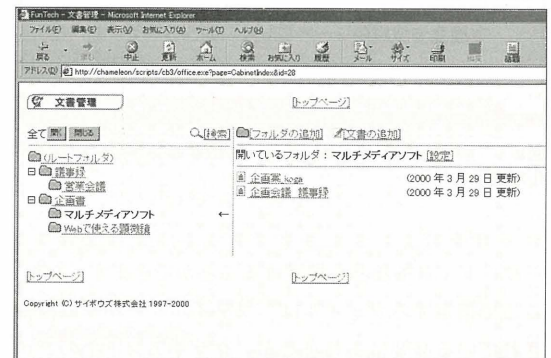 FunTech - 文書管理 - Microsoft Internet Explorer
ファイル(F) 編集(E) 表示(V) お気に入り(A) ツール(T) ヘルプ(H)
戻る 進む 中止 更新 ホーム 検索 お気に入り 履歴 メール サイズ 印刷 編集 話題
アドレス(D) http://chameleon/scripts/cb3/office.exe?page=CabinetIndex&id=28
文書管理 [トップページ]
全て 開く 閉じる [検索] [フォルダの追加] [文書の追加]
(ルートフォルダ)
議事録
営業会議
企画書
マルチメディアソフト ←
Webで使える顕微鏡
開いているフォルダ : マルチメディアソフト [設定]
企画案 koga (2000 年 3 月 29 日 更新)
企画会議 議事録 (2000 年 3 月 29 日 更新)
[トップページ] [トップページ]
Copyright (C) サイボウズ株式会社 1997-2000